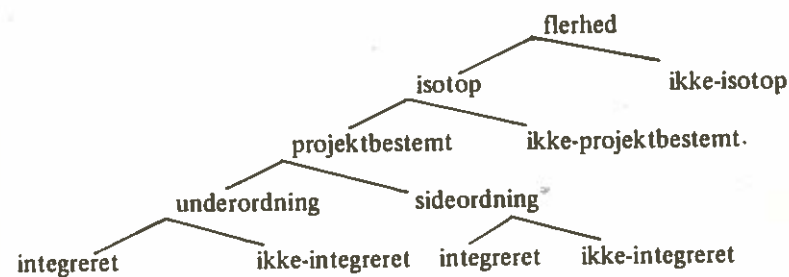 flerhed
isotop ikke-isotop
projektbestemt ikke-projektbestemt.
underordning sideordning
integreret ikke-integreret integreret ikke-integreret